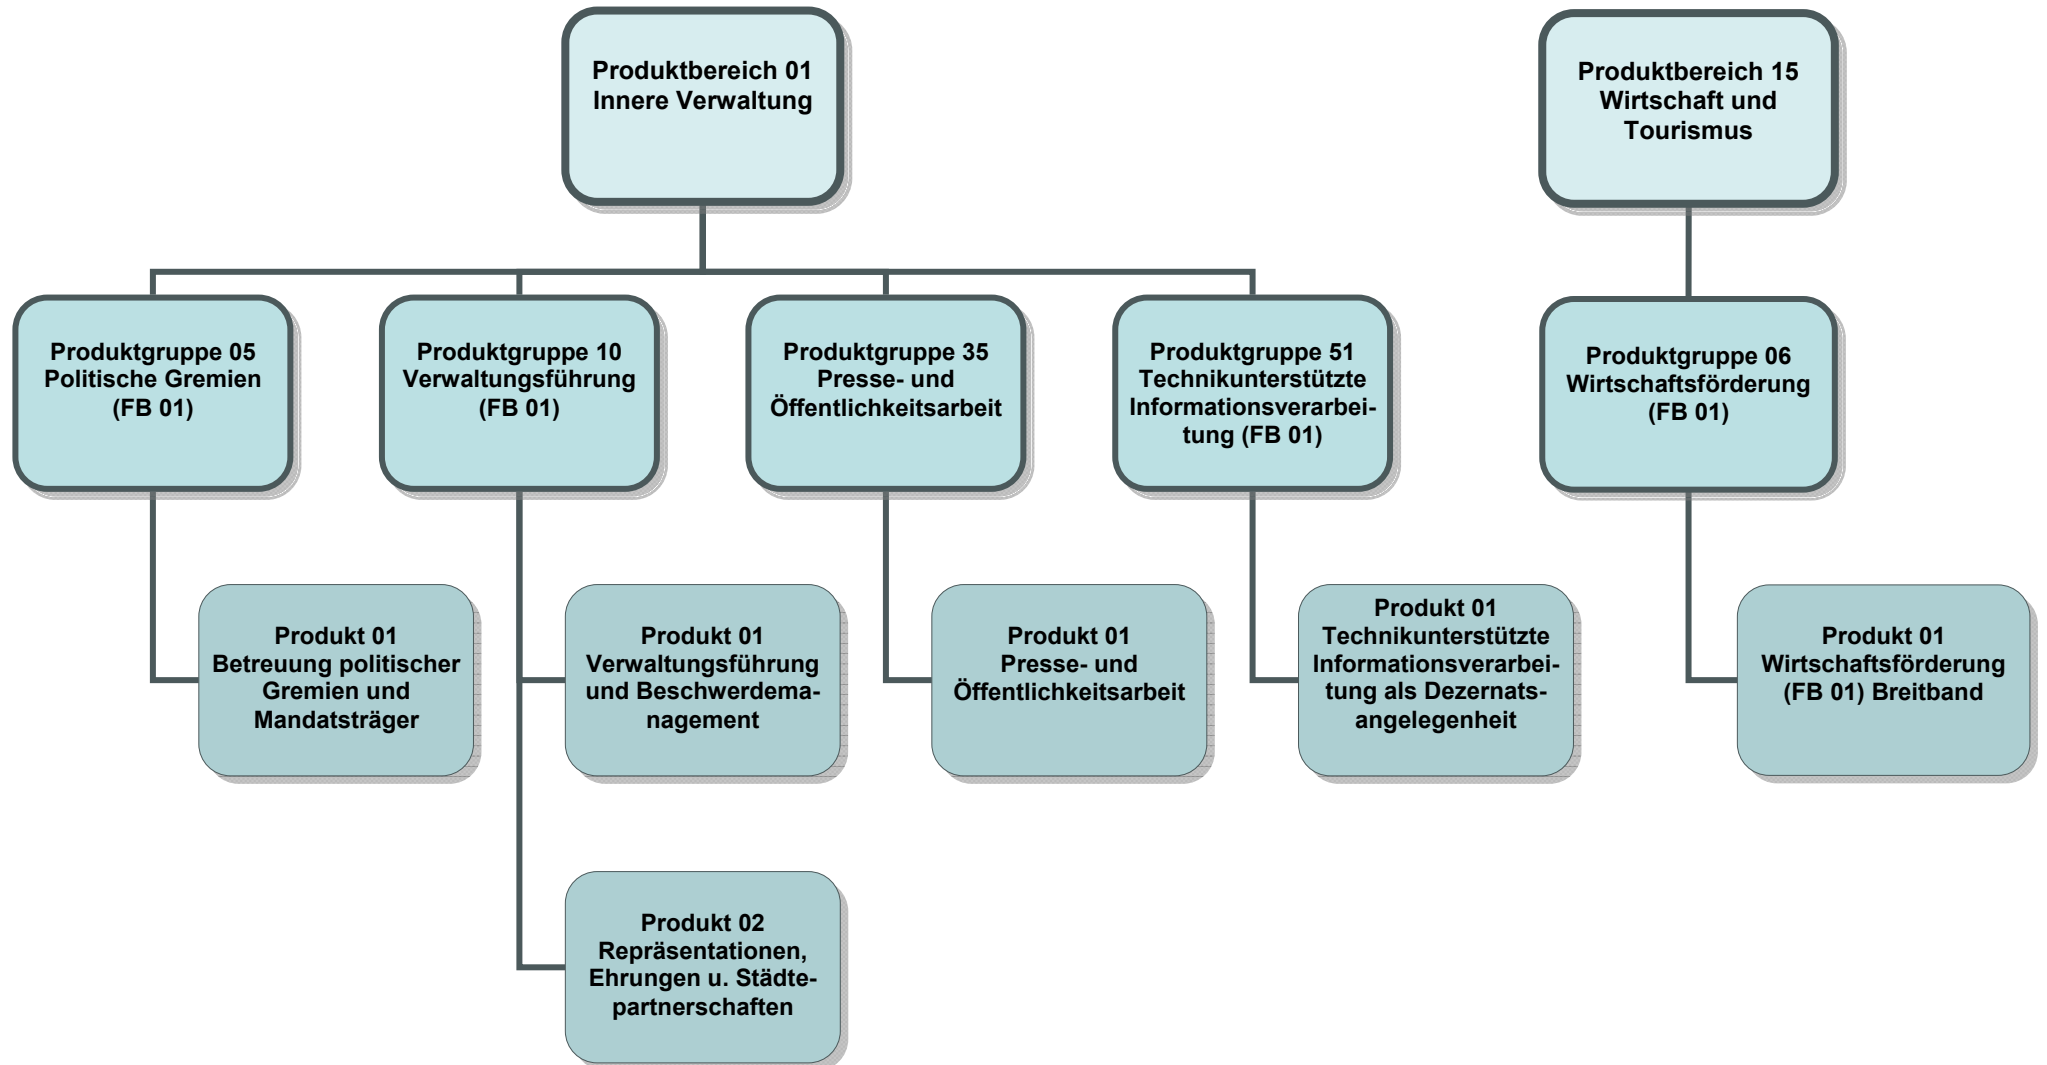 Produktbereich 01
Innere Verwaltung
Produktbereich 15
Wirtschaft und
Tourismus
Produktgruppe 05
Politische Gremien
(FB 01)
Produktgruppe 10
Verwaltungsführung
(FB 01)
Produktgruppe 35
Presse- und
Öffentlichkeitsarbeit
Produktgruppe 51
Technikunterstützte
Informationsverarbei-
tung (FB 01)
Produktgruppe 06
Wirtschaftsförderung
(FB 01)
Produkt 01
Betreuung politischer
Gremien und
Mandatsträger
Produkt 01
Verwaltungsführung
und Beschwerdema-
nagement
Produkt 01
Presse- und
Öffentlichkeitsarbeit
Produkt 01
Technikunterstützte
Informationsverarbei-
tung als Dezernats-
angelegenheit
Produkt 01
Wirtschaftsförderung
(FB 01) Breitband
Produkt 02
Repräsentationen,
Ehrungen u. Städte-
partnerschaften